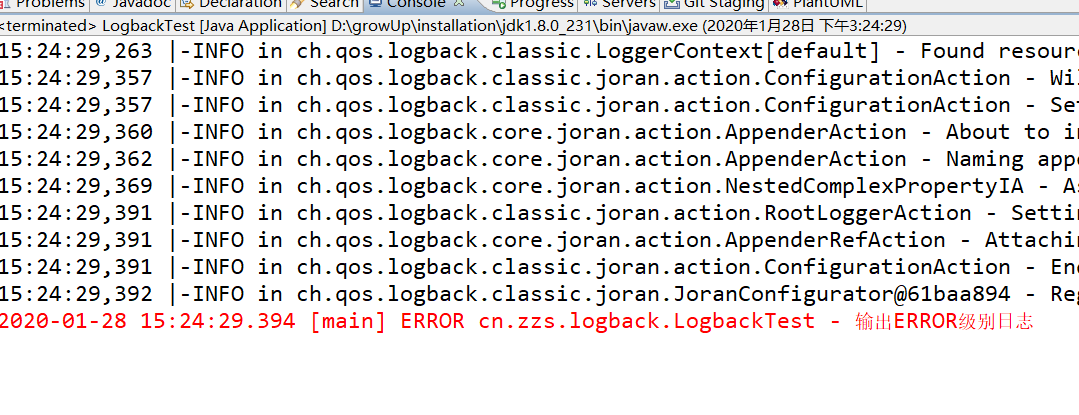 Problems @ Javadoc Declaration Search Console Progress Servers Git Staging PlantUML
<terminated> LogbackTest [Java Application] D:\growUp\installation\jdk1.8.0_231\bin\javaw.exe (2020年1月28日 下午3:24:29)
15:24:29,263 |-INFO in ch.qos.logback.classic.LoggerContext[default] - Found resour
15:24:29,357 |-INFO in ch.qos.logback.classic.joran.action.ConfigurationAction - Wil
15:24:29,357 |-INFO in ch.qos.logback.classic.joran.action.ConfigurationAction - Set
15:24:29,360 |-INFO in ch.qos.logback.core.joran.action.AppenderAction - About to in
15:24:29,362 |-INFO in ch.qos.logback.core.joran.action.AppenderAction - Naming appe
15:24:29,369 |-INFO in ch.qos.logback.core.joran.action.NestedComplexPropertyIA - As
15:24:29,391 |-INFO in ch.qos.logback.classic.joran.action.RootLoggerAction - Settin
15:24:29,391 |-INFO in ch.qos.logback.core.joran.action.AppenderRefAction - Attachin
15:24:29,391 |-INFO in ch.qos.logback.classic.joran.action.ConfigurationAction - End
15:24:29,392 |-INFO in ch.qos.logback.classic.joran.JoranConfigurator@61baa894 - Reg
2020-01-28 15:24:29.394 [main] ERROR cn.zzs.logback.LogbackTest - 输出ERROR级别日志